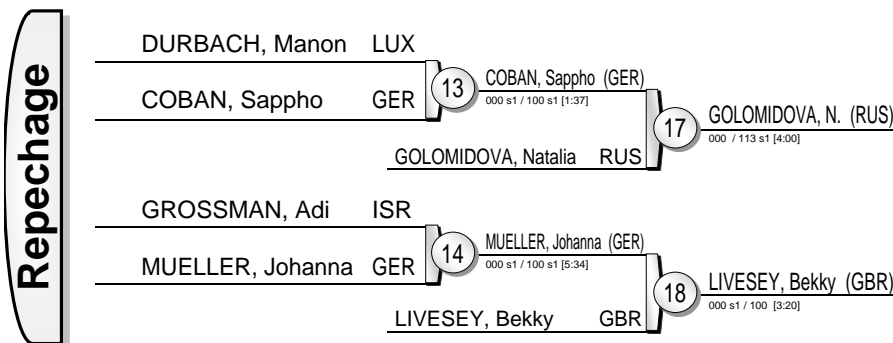 Repechage
DURBACH, Manon LUX
13
COBAN, Sappho (GER)
000 s1 / 100 s1 [1:37]
COBAN, Sappho GER
17
GOLOMIDOVA, N. (RUS)
000 / 113 s1 [4:00]
GOLOMIDOVA, Natalia RUS
GROSSMAN, Adi ISR
14
MUELLER, Johanna (GER)
000 s1 / 100 s1 [5:34]
MUELLER, Johanna GER
18
LIVESEY, Bekky (GBR)
000 s1 / 100 [3:20]
LIVESEY, Bekky GBR